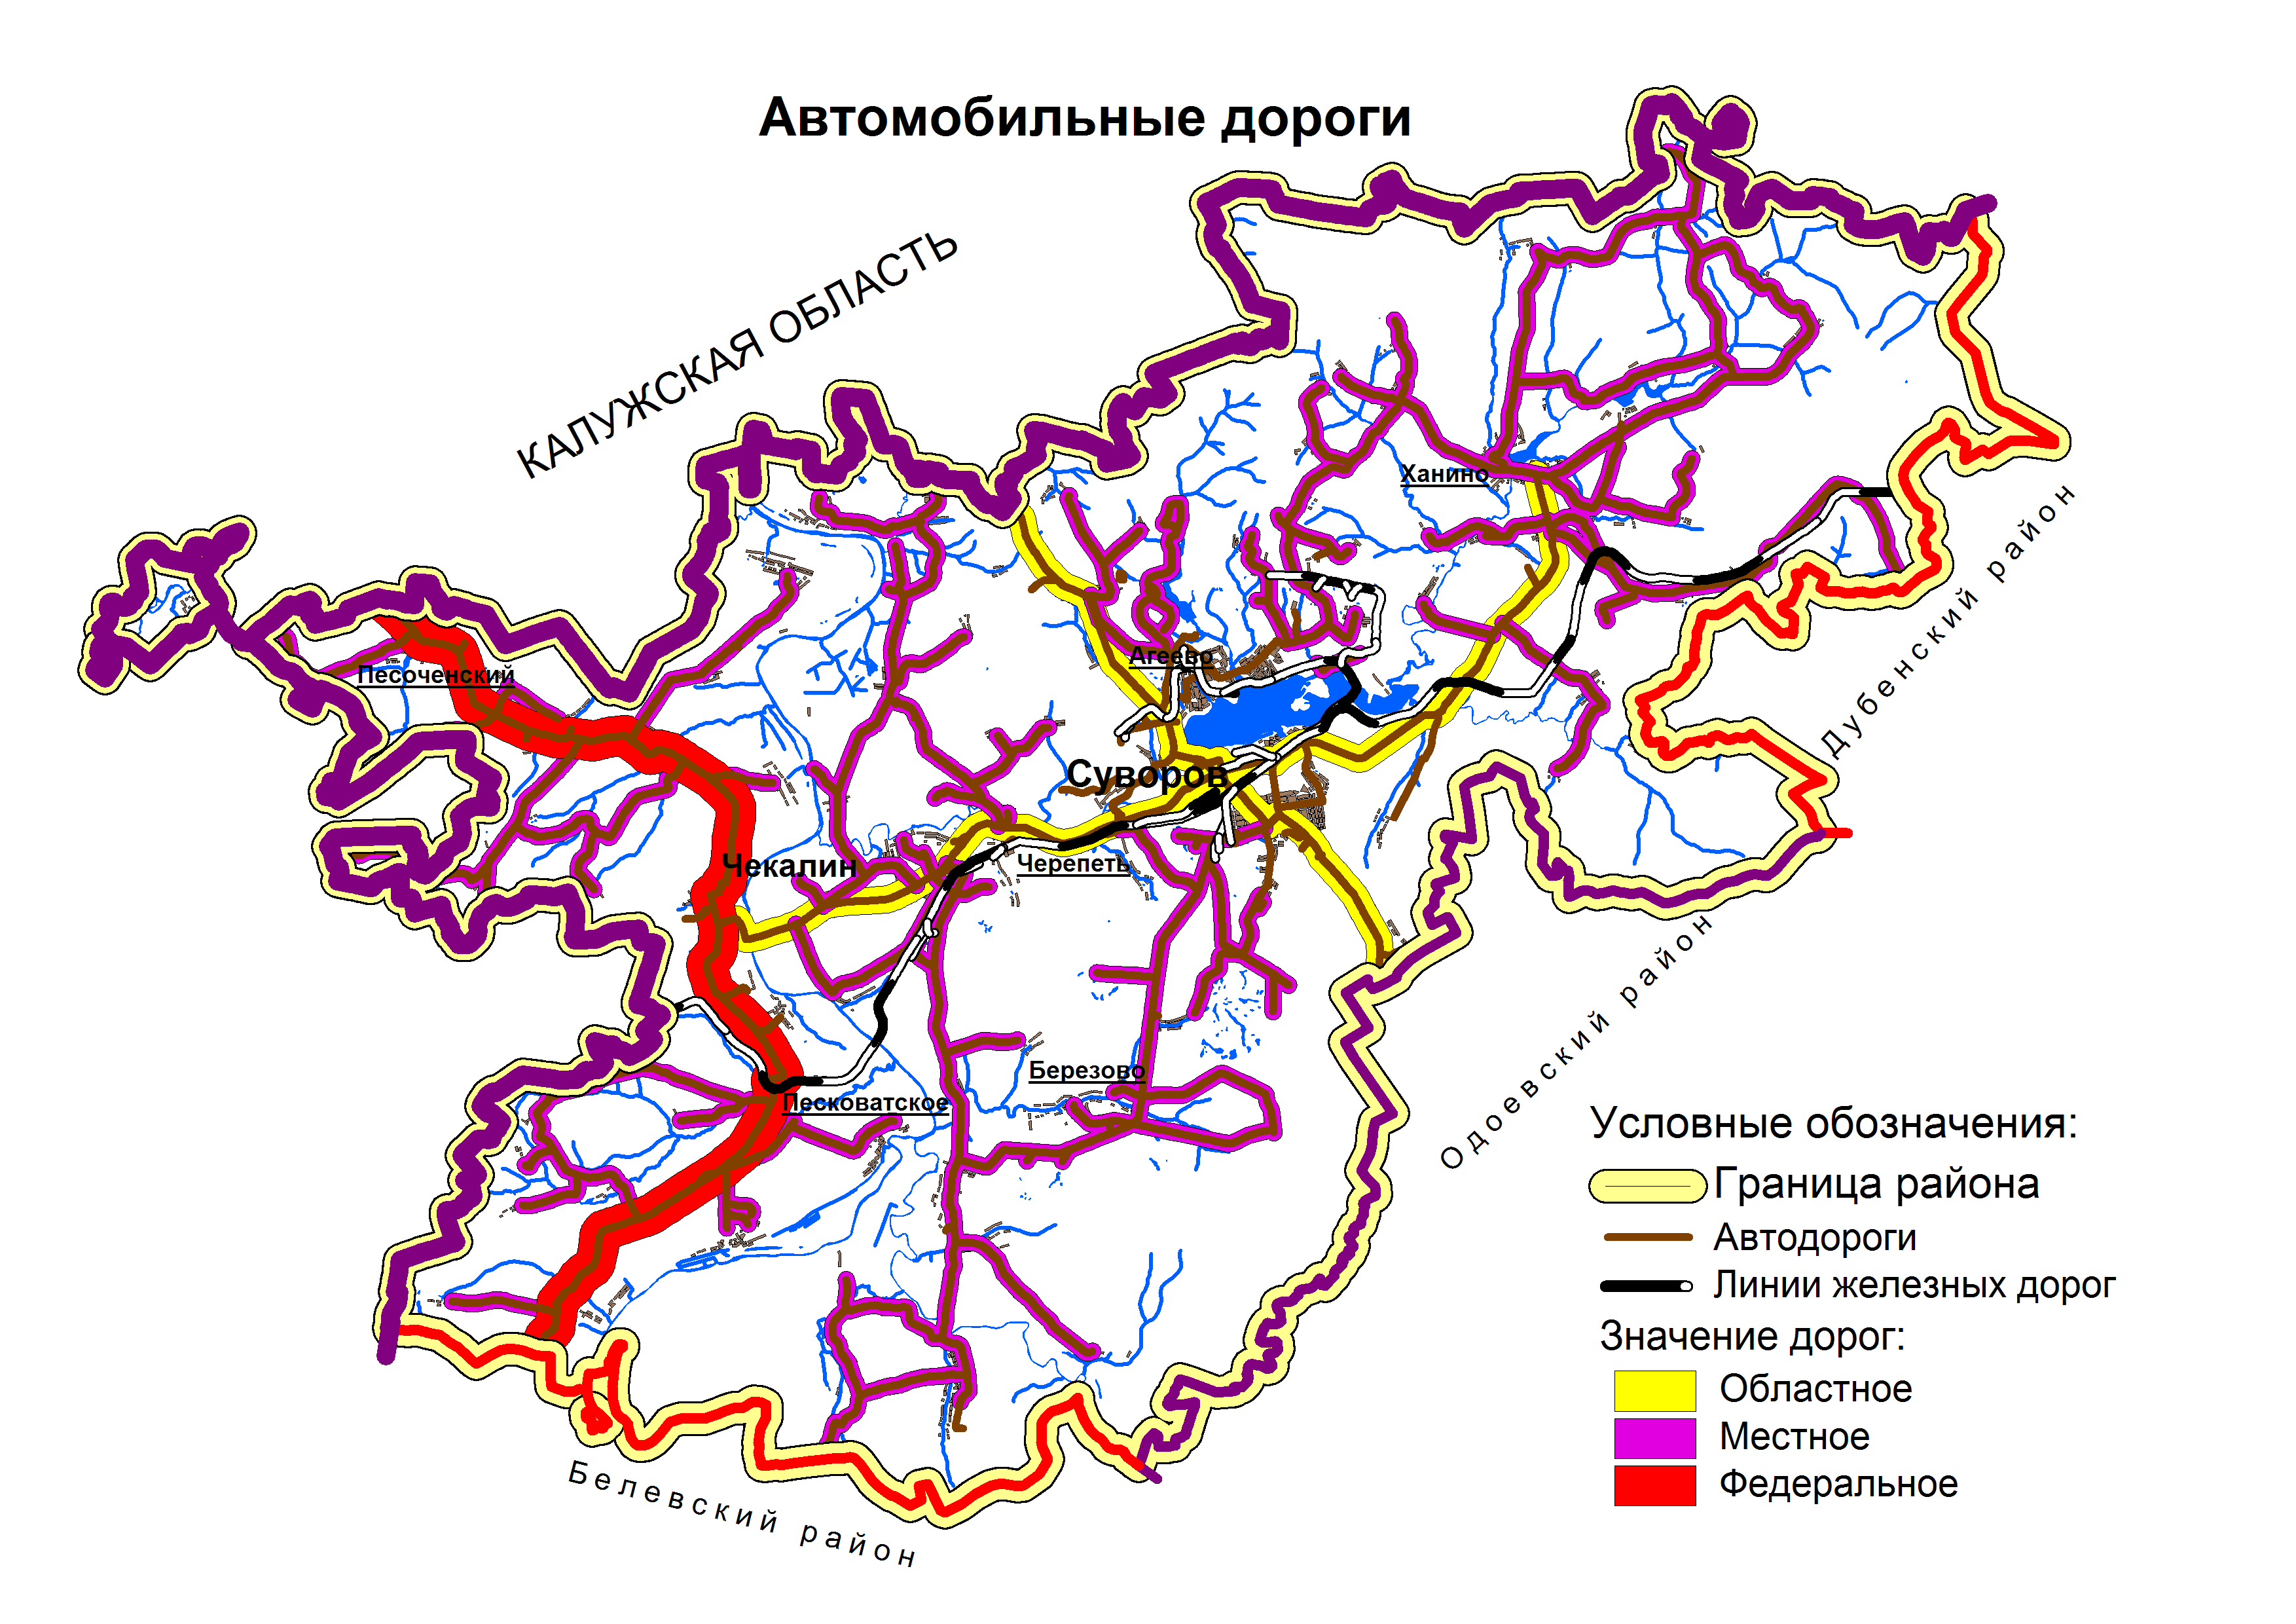 Автомобильные дороги
КАЛУЖСКАЯ ОБЛАСТЬ
Ханино
Дубенский район
Агеево
Песоченский
Суворов
Чекалин
Черепеть
Одоевский район
Березово
Песковатское
Белевский район
Условные обозначения:
Граница района
Автодороги
Линии железных дорог
Значение дорог:
Областное
Местное
Федеральное